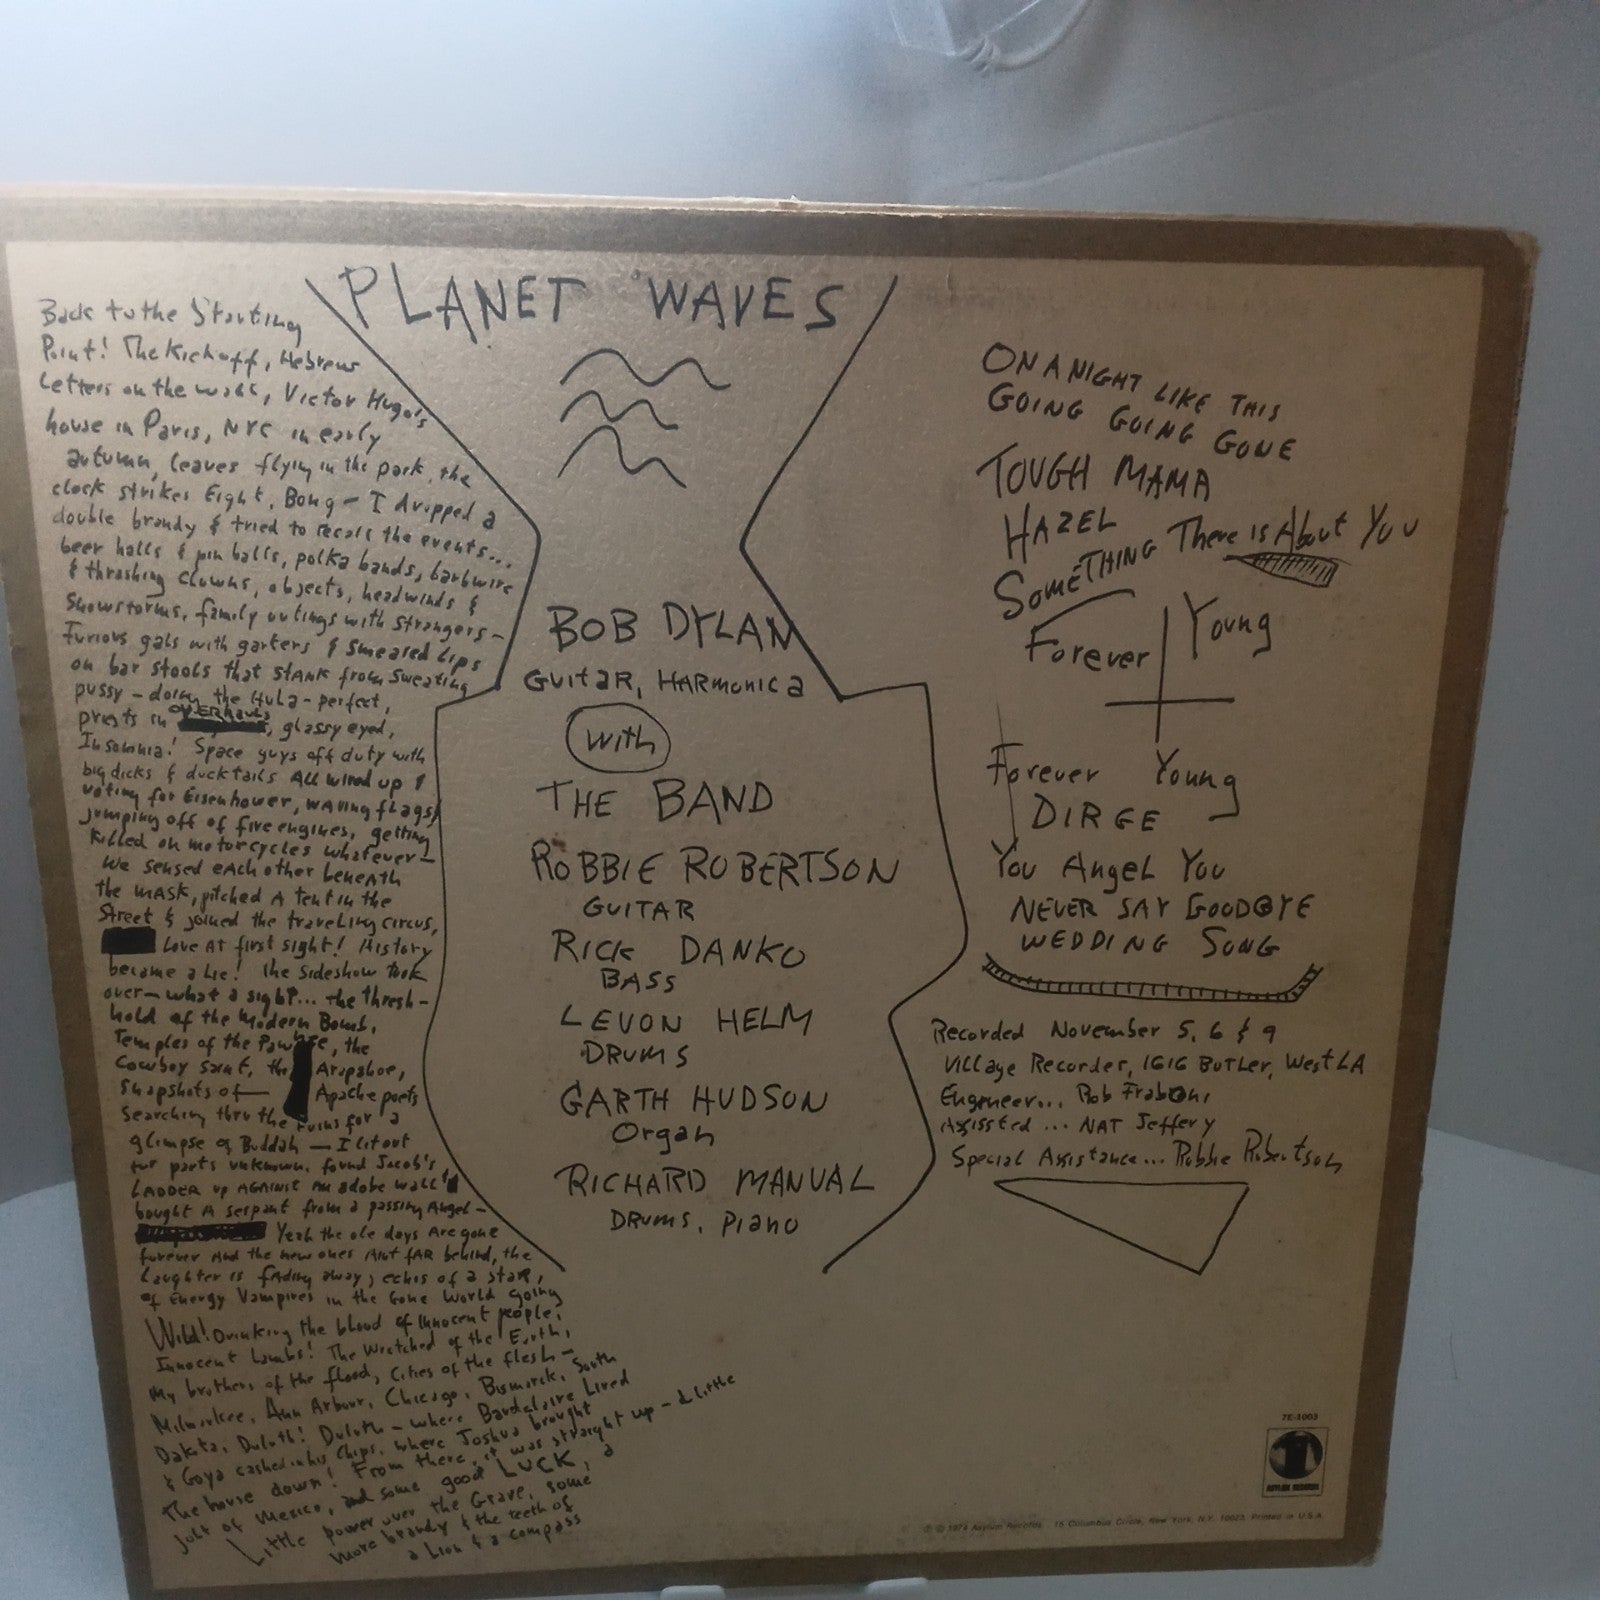 PLANET WAVES
Back to the Starting
Point! The Kickoff, Hebrew
Letters on the wall, Victor Hugo's
house in Paris, NYC in early
autumn, leaves flying in the park, the
clock strikes Eight, Bong — I dropped a
double brandy & tried to recall the events...
beer halls & pin balls, polka bands, barbwire
& thrashing clowns, objects, headwinds &
Snowstorms, family outings with strangers —
Furious gals with garters & smeared Lips
on bar stools that stank from sweating
pussy — doing the Hula — perfect,
priests in OVERhauls, glassy eyed,
Insomnia! Space guys off duty with
big dicks & ducktails All wired up &
voting for Eisenhower, waving flags &
jumping off of fire engines, getting
killed on motorcycles whatever —
We sensed each other beneath
the mask, pitched A tent in the
Street & joined the traveling circus,
Love At first sight! History
became a Lie! The sideshow took
over — what a sight... the thresh-
hold of the Modern Bomb,
Temples of the Pawnee, the
Cowboy saint, the Arapahoe,
Snapshots of — Apache poets
Searching thru the ruins for a
glimpse of Buddah — I lit out
for parts unknown, found Jacob's
LADDER up AGAINST an adobe wall &
bought A serpant from a passing Angel —
Yeah the ole days Are gone
forever And the new ones Aint fAR behind, the
Laughter is fAding away, echos of a staR,
of Energy Vampires in the Gone World going
Wild! Drinking the blood of innocent people,
Innocent Lambs! The Wretched of the Earth,
My brothers of the flood, Cities of the flesh —
Milwaukee, Ann Arbour, Chicago, Bismarck, South
Dakota, Duluth! Duluth — where Baudelaire Lived
& Goya cashed in his Chips, where Joshua brought
The house down! From there, it was straight up — a Little
jolt of Mexico, and some good LUCK, a
Little power over the Grave, some
more brandy & the teeth of
a Lion & a compass
BOB DYLAN
GUITAR, HARMonica
With
THE BAND
ROBBIE ROBERTSON
GUITAR
RICK DANKO
BASS
LEVON HELM
DRUMS
GARTH HUDSON
Organ
RICHARD MANUAL
DRUMS, Piano
ON A NIGHT LIKE THIS
GOING GOING GONE
TOUGH MAMA
HAZEL
SOMETHING There is About You
Forever Young
Forever Young
DIRGE
You Angel You
NEVER SAY GOODBYE
WEDDING SONG
Recorded November 5, 6 & 9
Village Recorder, 1616 BUTLer, West LA
Engineer... Rob Fraboni
Assissted... NAT Jeffery
Special Assistance... Robbie Robertson
7E-1003
ASYLUM RECORDS
℗ © 1974 Asylum Records 15 Columbus Circle, New York, N.Y. 10023. Printed in U.S.A.